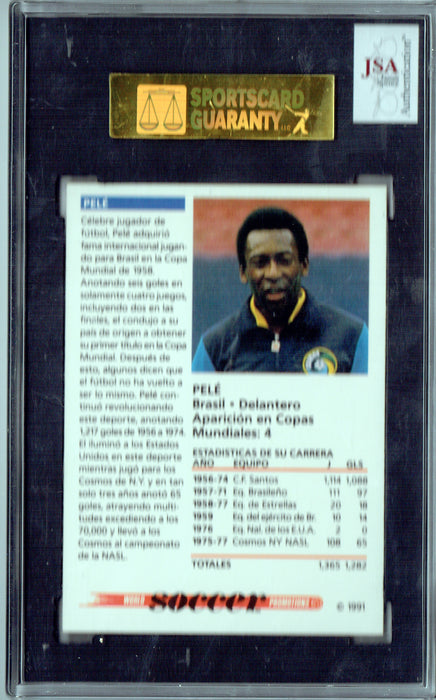 SPORTSCARD
GUARANTY LLC
JSA
Authentication
PELÉ
Célebre jugador de
fútbol, Pelé adquirió
fama internacional jugan-
do para Brasil en la Copa
Mundial de 1958.
Anotando seis goles en
solamente cuatro juegos,
incluyendo dos en las
finales, el condujo a su
país de origen a obtener
su primer título en la Copa
Mundial. Después de
esto, algunos dicen que
el fútbol no ha vuelto a
ser lo mismo. Pelé con-
tinuó revolucionando
este deporte, anotando
1,217 goles de 1956 a 1974.
El iluminó a los Estados
Unidos en este deporte
mientras jugó para los
Cosmos de N.Y. y en tan
solo tres años anotó 65
goles, atrayendo multi-
tudes excediendo a los
70,000 y llevó a los
Cosmos al campeonato
de la NASL.
PELÉ
Brasil • Delantero
Aparición en Copas
Mundiales: 4
ESTADISTICAS DE SU CARRERA
AÑO EQUIPO J GLS
1956-74 C.F. Santos 1,114 1,088
1957-71 Eq. Brasileño 111 97
1958-77 Eq. de Estrellas 20 18
1959 Eq. del ejército de Br. 10 14
1976 Eq. Nal. de los E.U.A. 2 0
1975-77 Cosmos NY NASL 108 65
TOTALES 1,365 1,282
WORLD soccer PROMOTIONS
© 1991